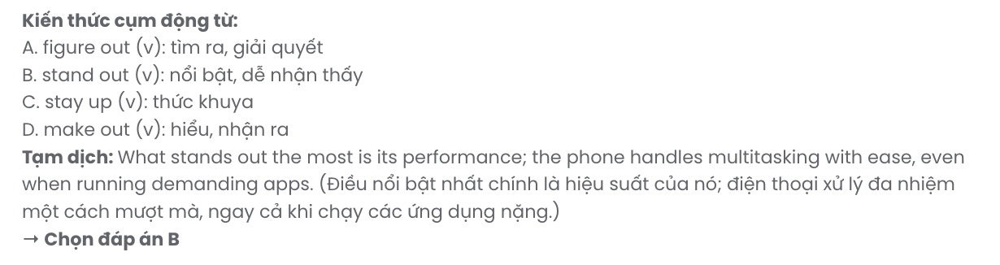 Kiến thức cụm động từ:
A. figure out (v): tìm ra, giải quyết
B. stand out (v): nổi bật, dễ nhận thấy
C. stay up (v): thức khuya
D. make out (v): hiểu, nhận ra
Tạm dịch: What stands out the most is its performance; the phone handles multitasking with ease, even
when running demanding apps. (Điều nổi bật nhất chính là hiệu suất của nó; điện thoại xử lý đa nhiệm
một cách mượt mà, ngay cả khi chạy các ứng dụng nặng.)
→ Chọn đáp án B